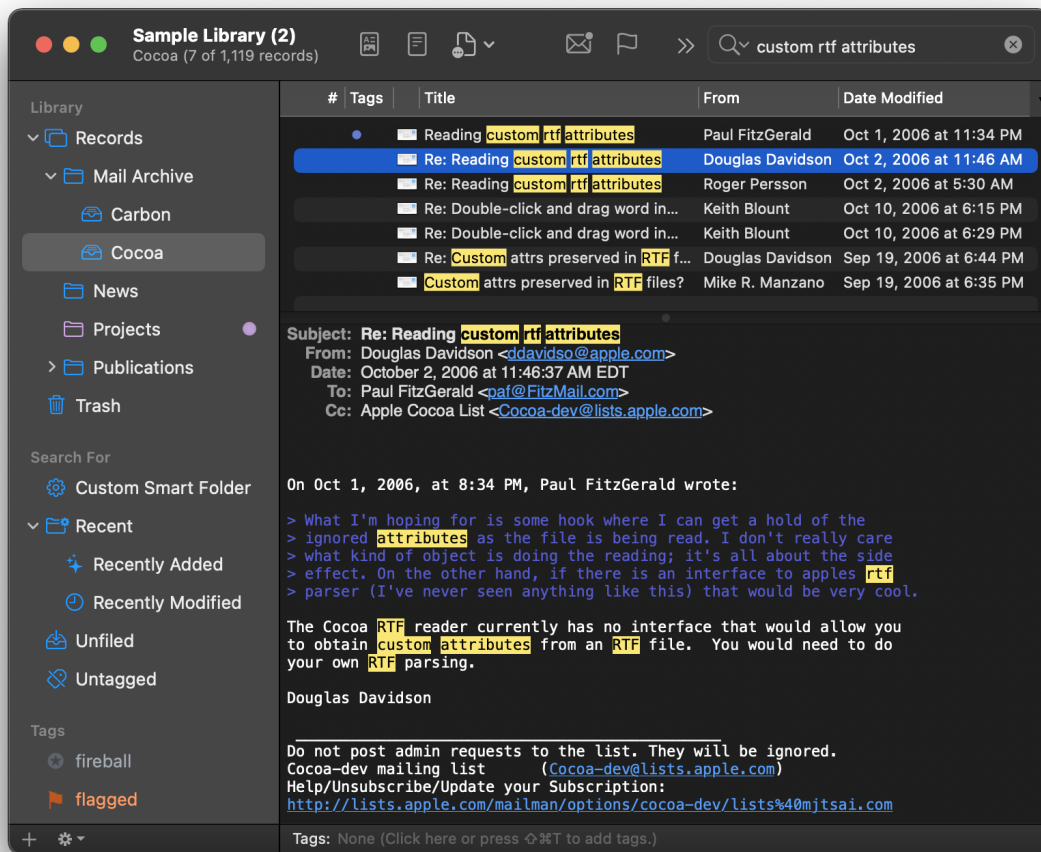 Sample Library (2)
Cocoa (7 of 1,119 records)
custom rtf attributes
Library
Records
Mail Archive
Carbon
Cocoa
News
Projects
Publications
Trash
Search For
Custom Smart Folder
Recent
Recently Added
Recently Modified
Unfiled
Untagged
Tags
fireball
flagged
# Tags Title From Date Modified
Reading custom rtf attributes Paul FitzGerald Oct 1, 2006 at 11:34 PM
Re: Reading custom rtf attributes Douglas Davidson Oct 2, 2006 at 11:46 AM
Re: Reading custom rtf attributes Roger Persson Oct 2, 2006 at 5:30 AM
Re: Double-click and drag word in... Keith Blount Oct 10, 2006 at 6:15 PM
Re: Double-click and drag word in... Keith Blount Oct 10, 2006 at 6:29 PM
Re: Custom attrs preserved in RTF f... Douglas Davidson Sep 19, 2006 at 6:44 PM
Custom attrs preserved in RTF files? Mike R. Manzano Sep 19, 2006 at 6:35 PM
Subject: Re: Reading custom rtf attributes
From: Douglas Davidson <ddavidso@apple.com>
Date: October 2, 2006 at 11:46:37 AM EDT
To: Paul FitzGerald <paf@FitzMail.com>
Cc: Apple Cocoa List <Cocoa-dev@lists.apple.com>
On Oct 1, 2006, at 8:34 PM, Paul FitzGerald wrote:
> What I'm hoping for is some hook where I can get a hold of the
> ignored attributes as the file is being read. I don't really care
> what kind of object is doing the reading; it's all about the side
> effect. On the other hand, if there is an interface to apples rtf
> parser (I've never seen anything like this) that would be very cool.
The Cocoa RTF reader currently has no interface that would allow you
to obtain custom attributes from an RTF file.  You would need to do
your own RTF parsing.
Douglas Davidson
Do not post admin requests to the list. They will be ignored.
Cocoa-dev mailing list      (Cocoa-dev@lists.apple.com)
Help/Unsubscribe/Update your Subscription:
http://lists.apple.com/mailman/options/cocoa-dev/lists%40mjtsai.com
Tags: None (Click here or press ⇧⌘T to add tags.)